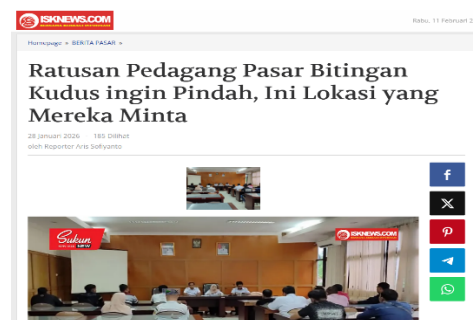 ISKNEWS.COM
Rabu, 11 Februari 2
Homepage » BERITA PASAR »
Ratusan Pedagang Pasar Bitingan
Kudus ingin Pindah, Ini Lokasi yang
Mereka Minta
28 Januari 2026 185 Dilihat
oleh Reporter Aris Sofiyanto
Sukun
NEW
ISKNEWS.COM